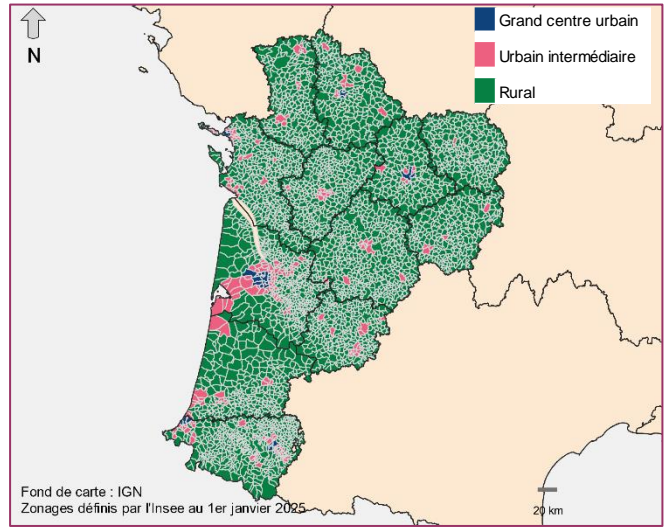 N
Grand centre urbain
Urbain intermédiaire
Rural
Fond de carte : IGN
Zonages définis par l'Insee au 1er janvier 2025
20 km